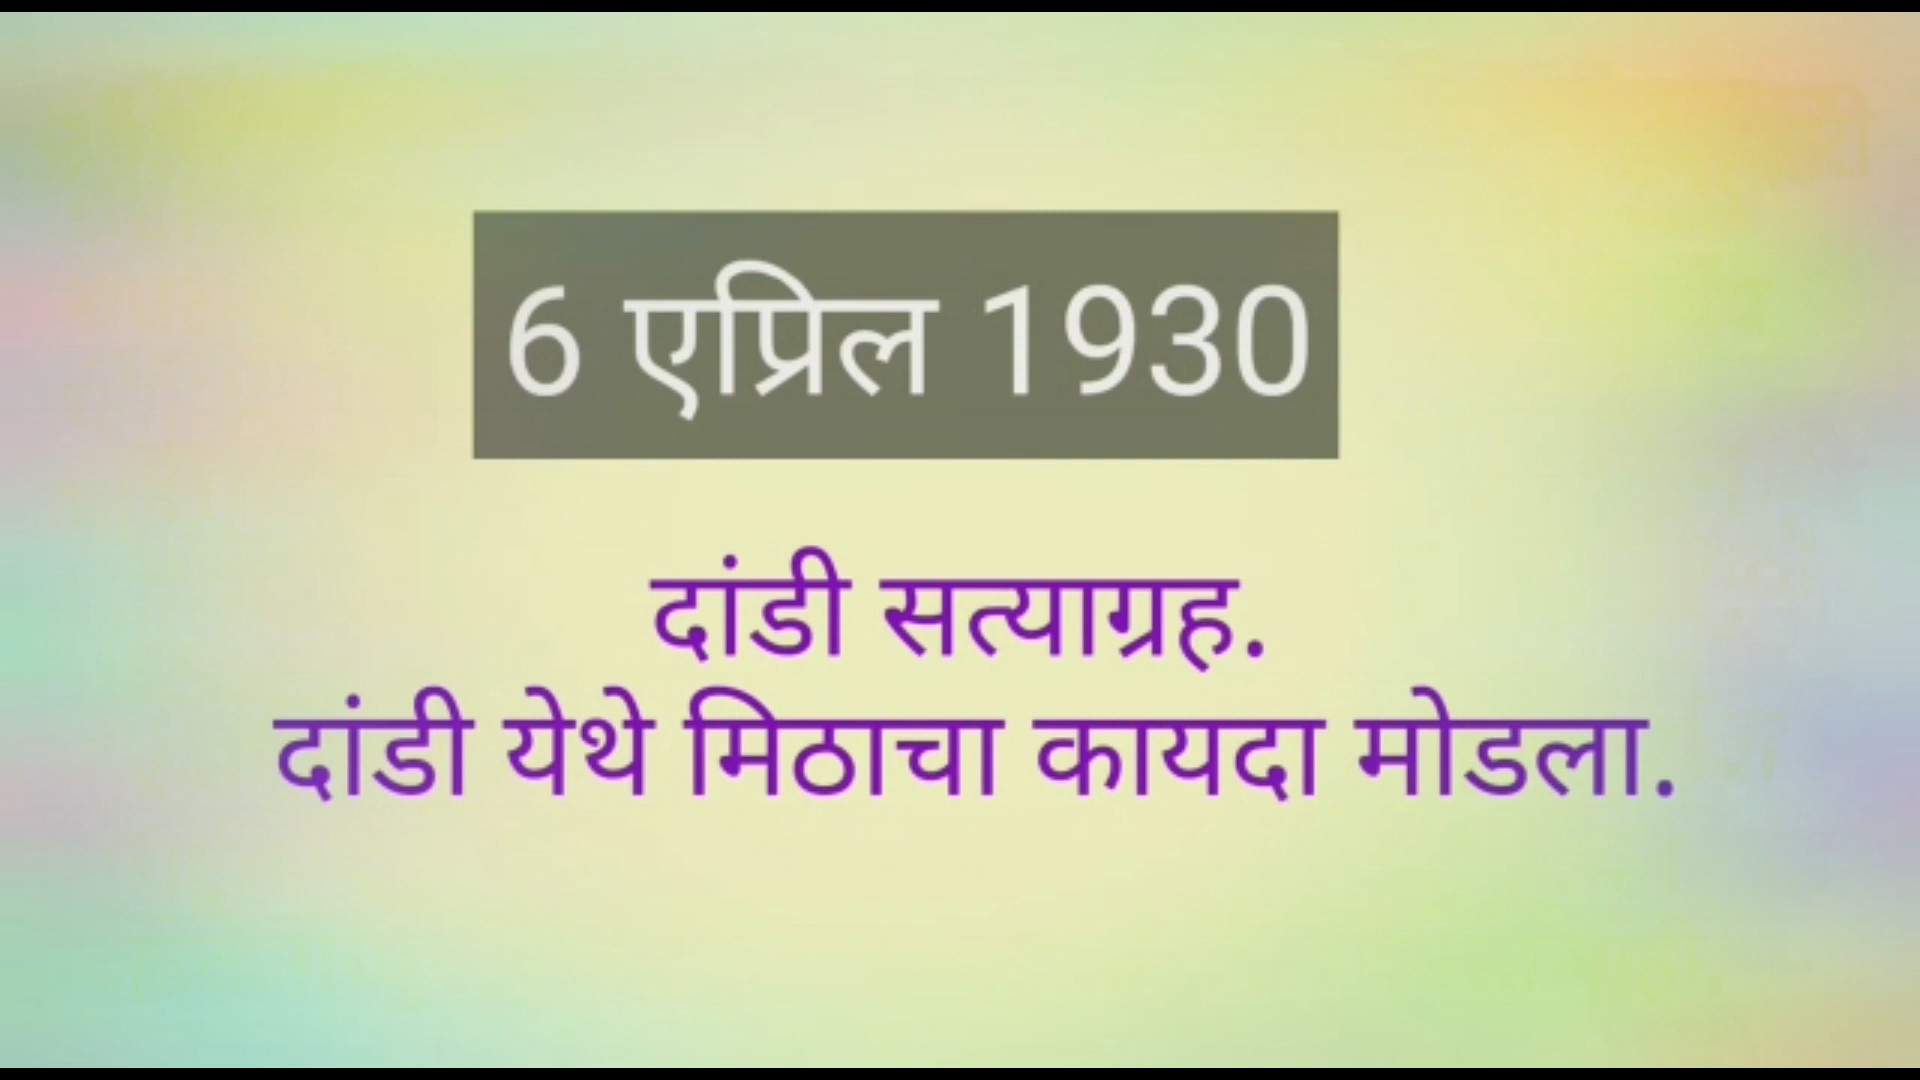 6 एप्रिल 1930
दांडी सत्याग्रह.
दांडी येथे मिठाचा कायदा मोडला.